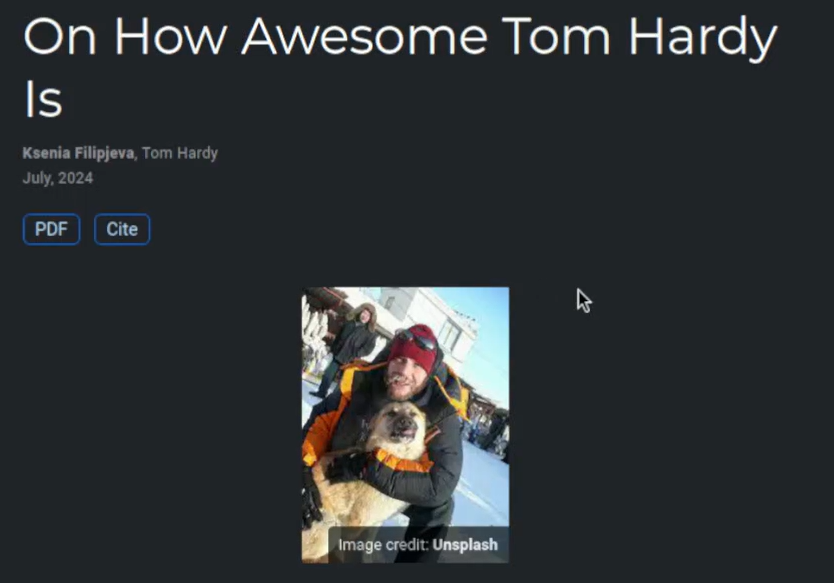 On How Awesome Tom Hardy
Is
Ksenia Filipjeva, Tom Hardy
July, 2024
PDF Cite
Image credit: Unsplash